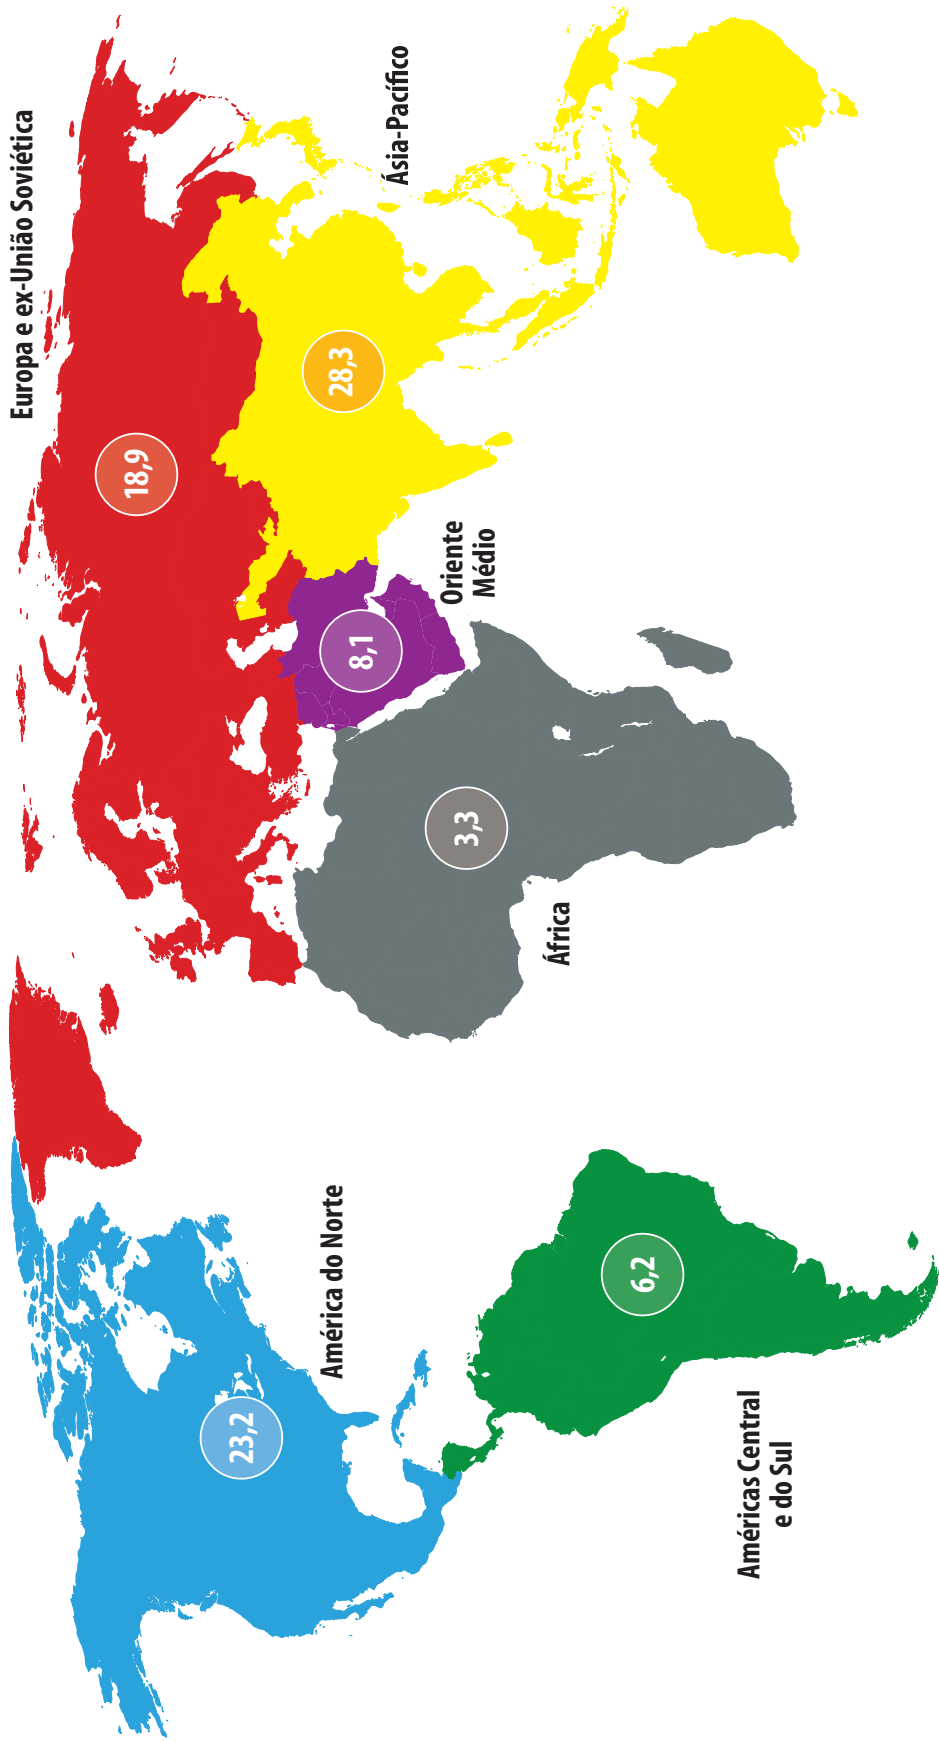 Europa e ex-União Soviética
18,9
América do Norte
23,2
Ásia-Pacífico
28,3
Oriente
Médio
8,1
África
3,3
Américas Central
e do Sul
6,2